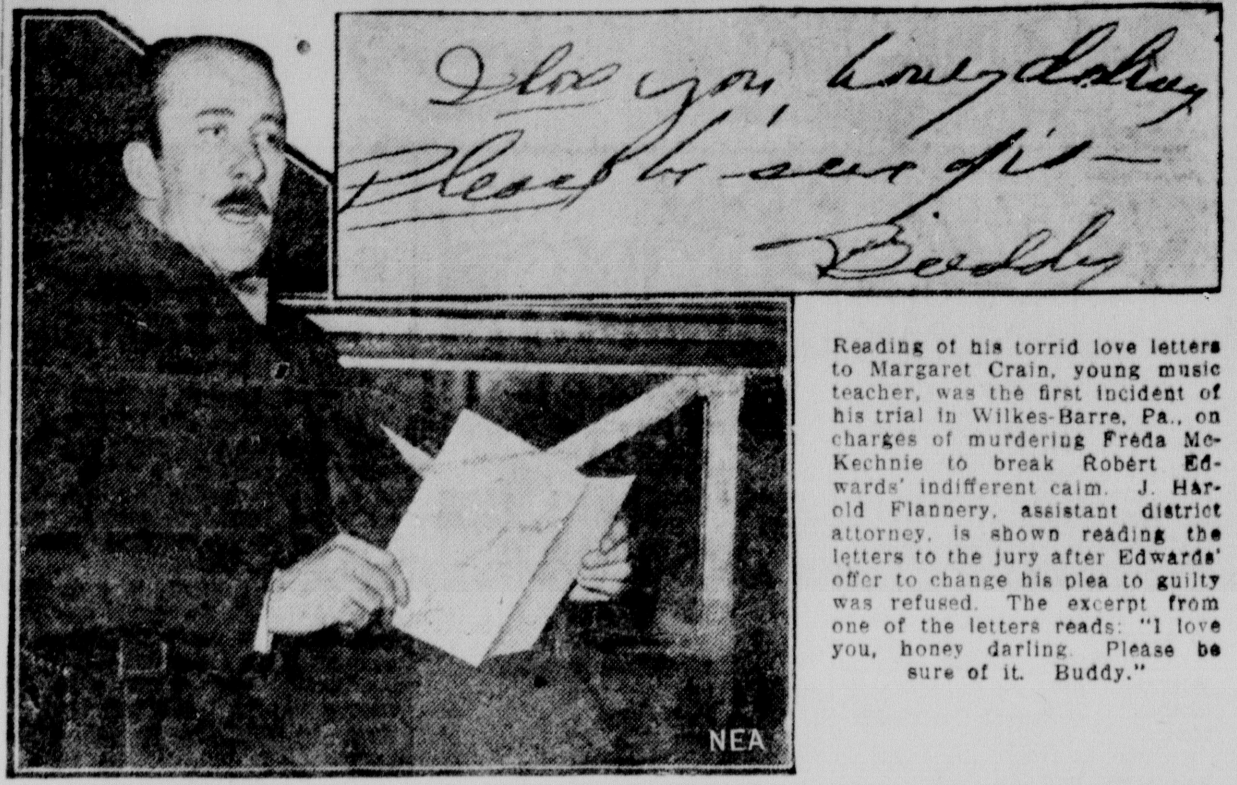 I love you, honey darling
Please be sure of it —
Buddy
Reading of his torrid love letters
to Margaret Crain, young music
teacher, was the first incident of
his trial in Wilkes-Barre, Pa., on
charges of murdering Freda Mc-
Kechnie to break Robert Ed-
wards' indifferent calm. J. Har-
old Flannery, assistant district
attorney, is shown reading the
letters to the jury after Edwards'
offer to change his plea to guilty
was refused. The excerpt from
one of the letters reads: "I love
you, honey darling. Please be
sure of it. Buddy."
NEA